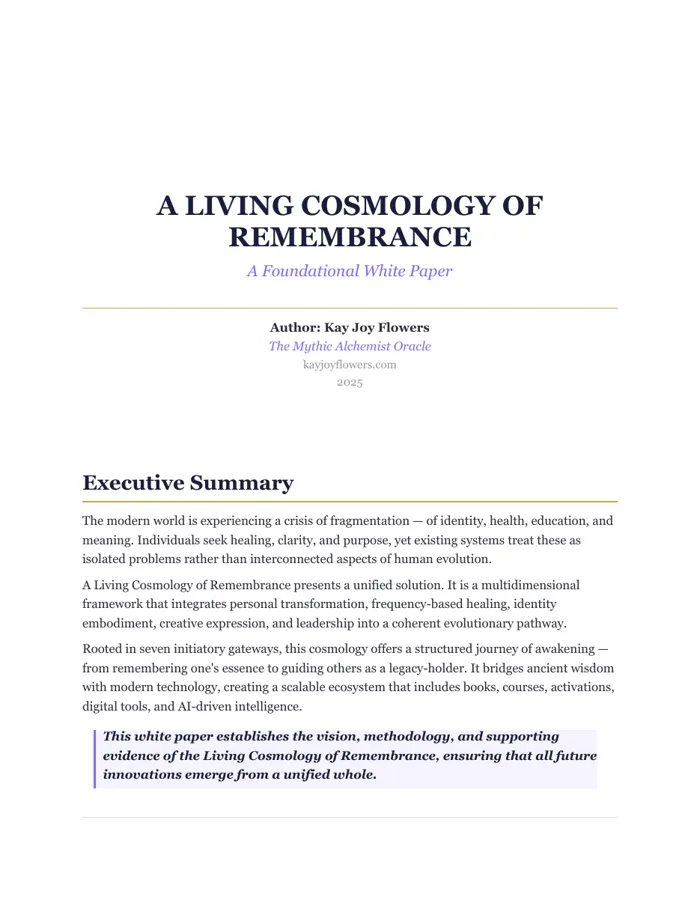 A LIVING COSMOLOGY OF
REMEMBRANCE
A Foundational White Paper
Author: Kay Joy Flowers
The Mythic Alchemist Oracle
kayjoyflowers.com
2025
Executive Summary
The modern world is experiencing a crisis of fragmentation — of identity, health, education, and
meaning. Individuals seek healing, clarity, and purpose, yet existing systems treat these as
isolated problems rather than interconnected aspects of human evolution.
A Living Cosmology of Remembrance presents a unified solution. It is a multidimensional
framework that integrates personal transformation, frequency-based healing, identity
embodiment, creative expression, and leadership into a coherent evolutionary pathway.
Rooted in seven initiatory gateways, this cosmology offers a structured journey of awakening —
from remembering one's essence to guiding others as a legacy-holder. It bridges ancient wisdom
with modern technology, creating a scalable ecosystem that includes books, courses, activations,
digital tools, and AI-driven intelligence.
This white paper establishes the vision, methodology, and supporting
evidence of the Living Cosmology of Remembrance, ensuring that all future
innovations emerge from a unified whole.